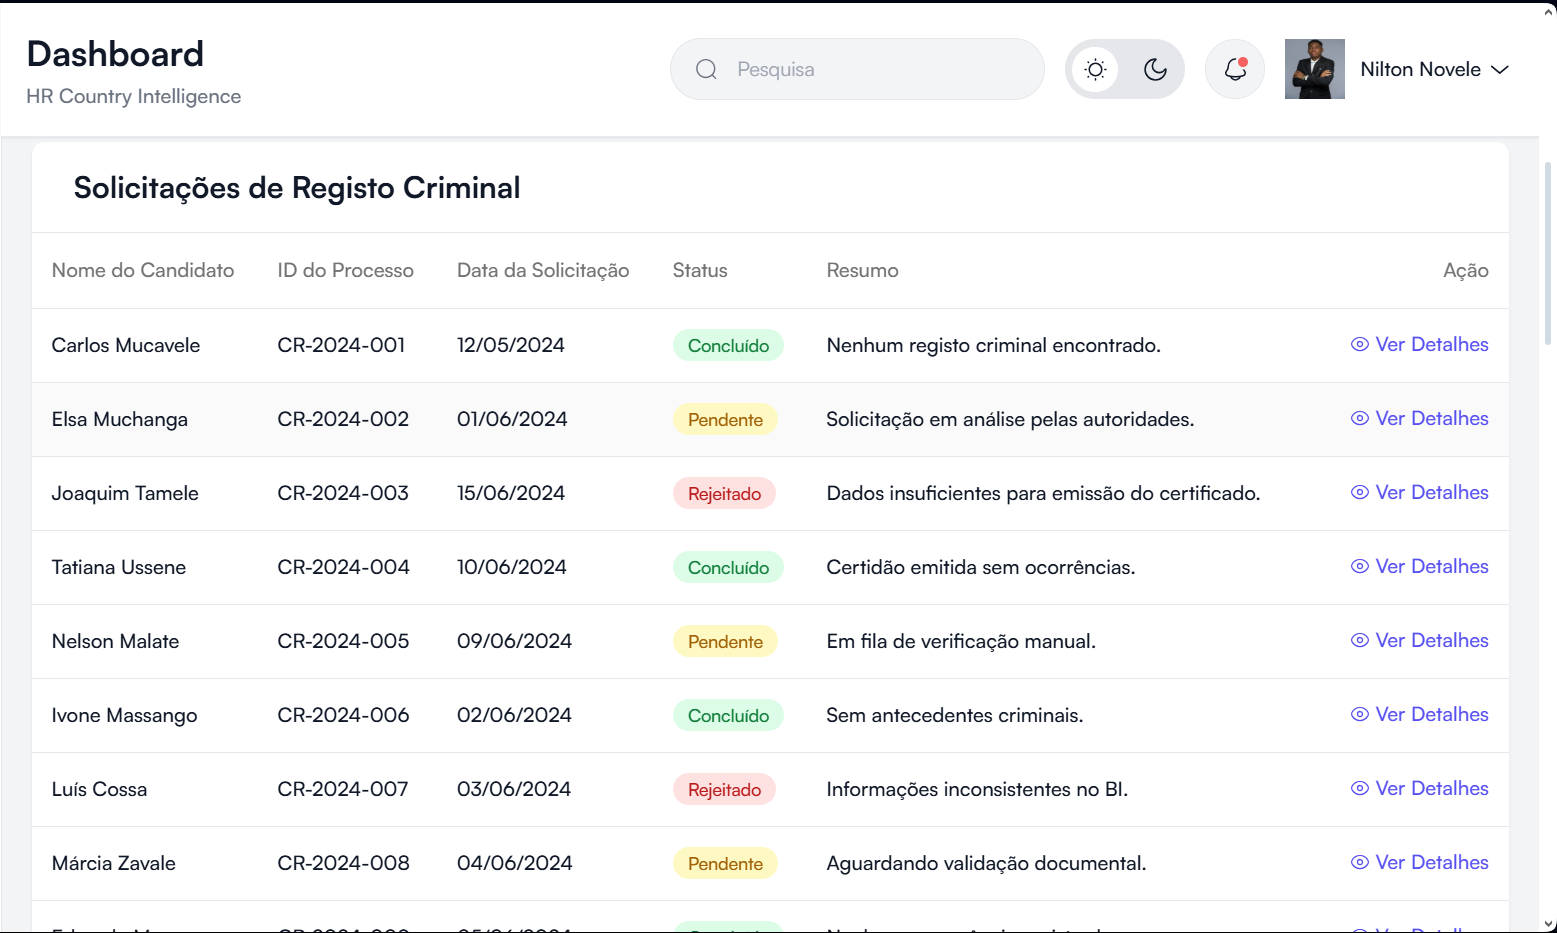 Dashboard
HR Country Intelligence
Pesquisa
Nilton Novele
Solicitações de Registo Criminal
Nome do Candidato ID do Processo Data da Solicitação Status Resumo Ação
Carlos Mucavele CR-2024-001 12/05/2024 Concluído Nenhum registo criminal encontrado. Ver Detalhes
Elsa Muchanga CR-2024-002 01/06/2024 Pendente Solicitação em análise pelas autoridades. Ver Detalhes
Joaquim Tamele CR-2024-003 15/06/2024 Rejeitado Dados insuficientes para emissão do certificado. Ver Detalhes
Tatiana Ussene CR-2024-004 10/06/2024 Concluído Certidão emitida sem ocorrências. Ver Detalhes
Nelson Malate CR-2024-005 09/06/2024 Pendente Em fila de verificação manual. Ver Detalhes
Ivone Massango CR-2024-006 02/06/2024 Concluído Sem antecedentes criminais. Ver Detalhes
Luís Cossa CR-2024-007 03/06/2024 Rejeitado Informações inconsistentes no BI. Ver Detalhes
Márcia Zavale CR-2024-008 04/06/2024 Pendente Aguardando validação documental. Ver Detalhes